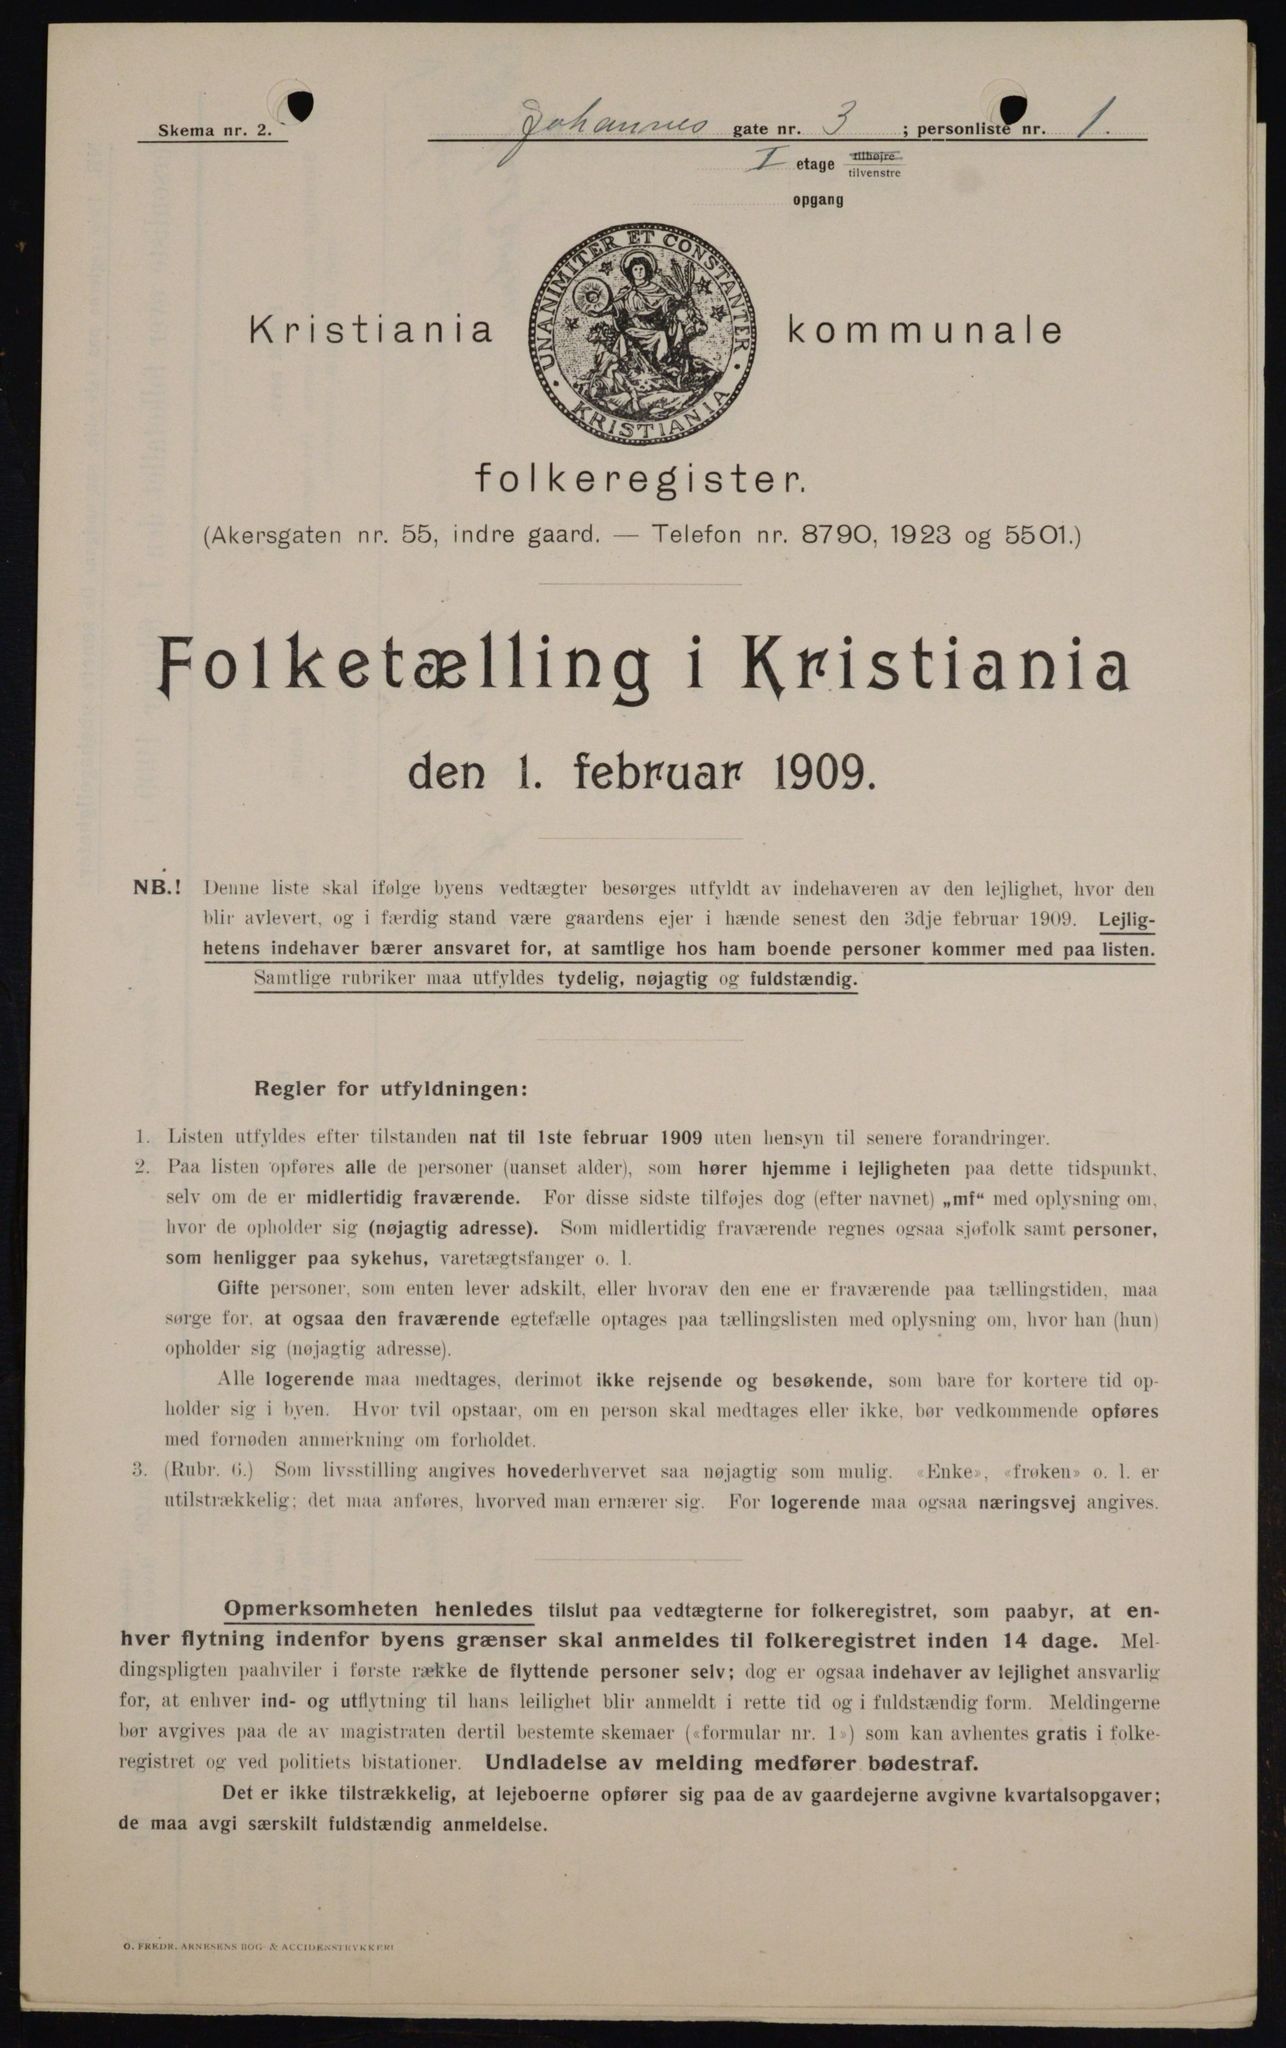 Skema nr. 2.
Johannes gate nr. 3 ; personliste nr. 1.
I etage tilhøjre
tilvenstre
opgang
UNANIMITER ET CONSTANTER
KRISTIANIA
Kristiania kommunale
folkeregister.
(Akersgaten nr. 55, indre gaard. — Telefon nr. 8790, 1923 og 5501.)
Folketælling i Kristiania
den 1. februar 1909.
NB.! Denne liste skal ifølge byens vedtægter besørges utfyldt av indehaveren av den lejlighet, hvor den
blir avlevert, og i færdig stand være gaardens ejer i hænde senest den 3dje februar 1909. Lejlig-
hetens indehaver bærer ansvaret for, at samtlige hos ham boende personer kommer med paa listen.
Samtlige rubriker maa utfyldes tydelig, nøjagtig og fuldstændig.
Regler for utfyldningen:
1. Listen utfyldes efter tilstanden nat til 1ste februar 1909 uten hensyn til senere forandringer.
2. Paa listen opføres alle de personer (uanset alder), som hører hjemme i lejligheten paa dette tidspunkt,
selv om de er midlertidig fraværende. For disse sidste tilføjes dog (efter navnet) „mf“ med oplysning om,
hvor de opholder sig (nøjagtig adresse). Som midlertidig fraværende regnes ogsaa sjøfolk samt personer,
som henligger paa sykehus, varetægtsfanger o. l.
Gifte personer, som enten lever adskilt, eller hvorav den ene er fraværende paa tællingstiden, maa
sørge for, at ogsaa den fraværende egtefælle optages paa tællingslisten med oplysning om, hvor han (hun)
opholder sig (nøjagtig adresse).
Alle logerende maa medtages, derimot ikke rejsende og besøkende, som bare for kortere tid op-
holder sig i byen. Hvor tvil opstaar, om en person skal medtages eller ikke, bør vedkommende opføres
med fornøden anmerkning om forholdet.
3. (Rubr. 6.) Som livsstilling angives hovederhvervet saa nøjagtig som mulig. «Enke», «frøken» o. l. er
utilstrækkelig; det maa anføres, hvorved man ernærer sig. For logerende maa ogsaa næringsvej angives.
Opmerksomheten henledes tilslut paa vedtægterne for folkeregistret, som paabyr, at en-
hver flytning indenfor byens grænser skal anmeldes til folkeregistret inden 14 dage. Mel-
dingspligten paahviler i første række de flyttende personer selv; dog er ogsaa indehaver av lejlighet ansvarlig
for, at enhver ind- og utflytning til hans leilighet blir anmeldt i rette tid og i fuldstændig form. Meldingerne
bør avgives paa de av magistraten dertil bestemte skemaer («formular nr. 1») som kan avhentes gratis i folke-
registret og ved politiets bistationer. Undladelse av melding medfører bødestraf.
Det er ikke tilstrækkelig, at lejeboerne opfører sig paa de av gaardejerne avgivne kvartalsopgaver;
de maa avgi særskilt fuldstændig anmeldelse.
O. FREDR. ARNESENS BOG- & ACCIDENSTRYKKERI